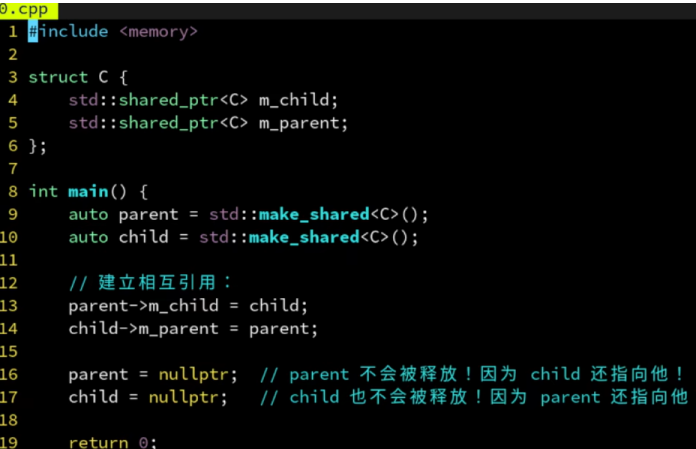 0.cpp
1 #include <memory>
2
3 struct C {
4     std::shared_ptr<C> m_child;
5     std::shared_ptr<C> m_parent;
6 };
7
8 int main() {
9     auto parent = std::make_shared<C>();
10     auto child = std::make_shared<C>();
11
12     // 建立相互引用：
13     parent->m_child = child;
14     child->m_parent = parent;
15
16     parent = nullptr;  // parent 不会被释放！因为 child 还指向他！
17     child = nullptr;   // child 也不会被释放！因为 parent 还指向他
18
19     return 0;